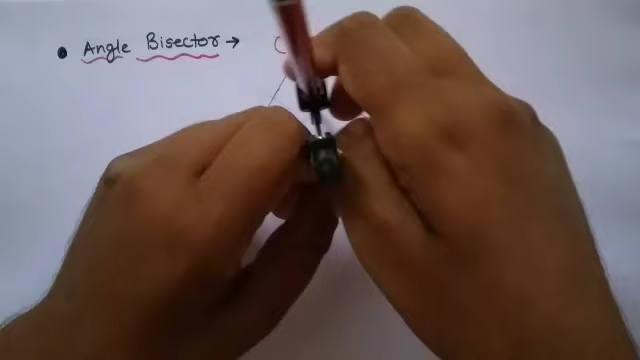 • Angle Bisector →